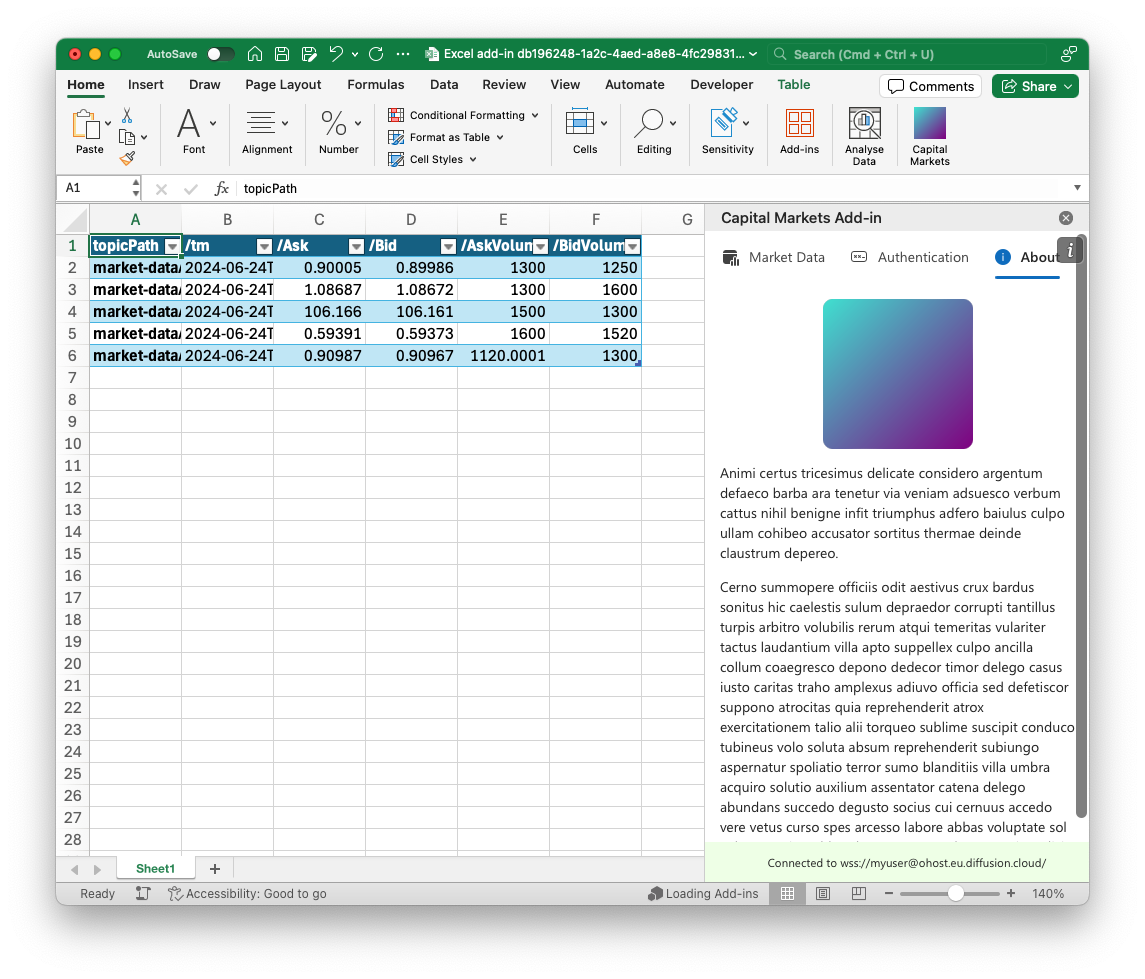 AutoSave
Excel add-in db196248-1a2c-4aed-a8e8-4fc29831...
Search (Cmd + Ctrl + U)
Home Insert Draw Page Layout Formulas Data Review View Automate Developer Table
Comments
Share
Paste
Font
Alignment
%
Number
Conditional Formatting
Format as Table
Cell Styles
Cells
Editing
Sensitivity
Add-ins
Analyse
Data
Capital
Markets
A1
fx
topicPath
A B C D E F G
1 topicPath /tm /Ask /Bid /AskVolun /BidVolum
2 market-data/ 2024-06-24T 0.90005 0.89986 1300 1250
3 market-data/ 2024-06-24T 1.08687 1.08672 1300 1600
4 market-data/ 2024-06-24T 106.166 106.161 1500 1300
5 market-data/ 2024-06-24T 0.59391 0.59373 1600 1520
6 market-data/ 2024-06-24T 0.90987 0.90967 1120.0001 1300
7
8
9
10
11
12
13
14
15
16
17
18
19
20
21
22
23
24
25
26
27
28
Capital Markets Add-in
Market Data
Authentication
About
Animi certus tricesimus delicate considero argentum
defaeco barba ara tenetur via veniam adsuesco verbum
cattus nihil benigne infit triumphus adfero baiulus culpo
ullam cohibeo accusator sortitus thermae deinde
claustrum depereo.
Cerno summopere officiis odit aestivus crux bardus
sonitus hic caelestis sulum depraedor corrupti tantillus
turpis arbitro volubilis rerum atqui temeritas vulariter
tactus laudantium villa apto suppellex culpo ancilla
collum coaegresco depono dedecor timor delego casus
iusto caritas traho amplexus adiuvo officia sed defetiscor
suppono atrocitas quia reprehenderit atrox
exercitationem talio alii torqueo sublime suscipit conduco
tubineus volo soluta absum reprehenderit subiungo
aspernatur spoliatio terror sumo blanditiis villa umbra
acquiro solutio auxilium assentator catena delego
abundans succedo degusto socius cui cernuus accedo
vere vetus curso spes arcesso labore abbas voluptate sol
Connected to wss://myuser@ohost.eu.diffusion.cloud/
Sheet1
Ready
Accessibility: Good to go
Loading Add-ins
140%